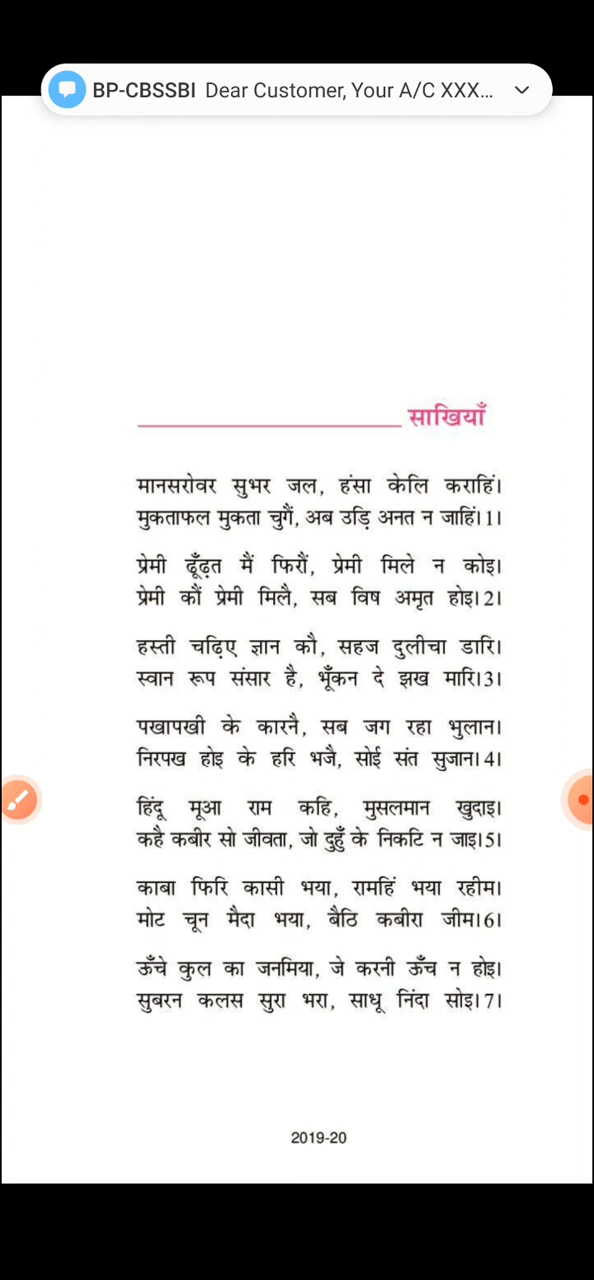 BP-CBSSBI Dear Customer, Your A/C XXX...
साखियाँ
मानसरोवर सुभर जल, हंसा केलि कराहिं।
मुकताफल मुकता चुगैं, अब उड़ि अनत न जाहिं।1।
प्रेमी ढूँढ़त मैं फिरौं, प्रेमी मिले न कोइ।
प्रेमी कौं प्रेमी मिलै, सब विष अमृत होइ।2।
हस्ती चढ़िए ज्ञान कौ, सहज दुलीचा डारि।
स्वान रूप संसार है, भूँकन दे झख मारि।3।
पखापखी के कारनै, सब जग रहा भुलान।
निरपख होइ के हरि भजै, सोई संत सुजान।4।
हिंदू मूआ राम कहि, मुसलमान खुदाइ।
कहै कबीर सो जीवता, जो दुहुँ के निकटि न जाइ।5।
काबा फिरि कासी भया, रामहिं भया रहीम।
मोट चून मैदा भया, बैठि कबीरा जीम।6।
ऊँचे कुल का जनमिया, जे करनी ऊँच न होइ।
सुबरन कलस सुरा भरा, साधू निंदा सोइ।7।
2019-20